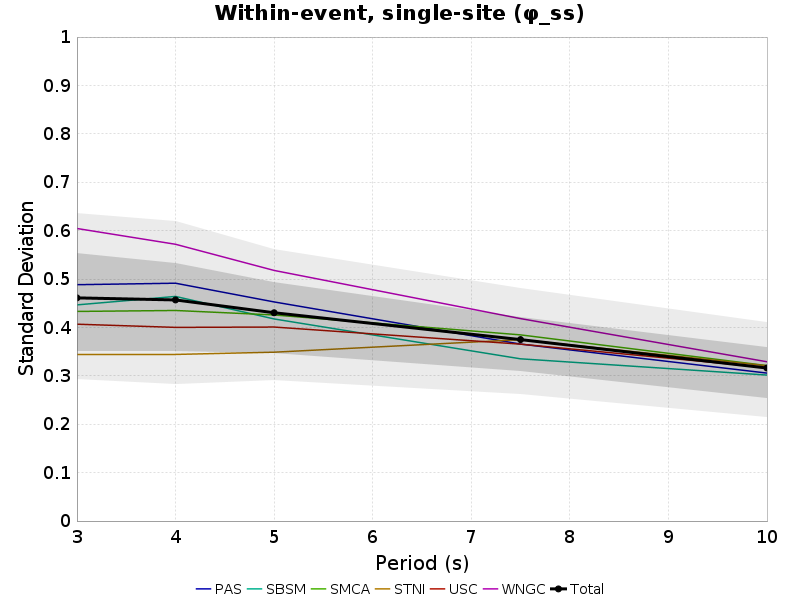 Within-event, single-site (φ_ss)
1
0.9
0.8
0.7
0.6
0.5
0.4
0.3
0.2
0.1
0
Standard Deviation
3 4 5 6 7 8 9 10
Period (s)
PAS SBSM SMCA STNI USC WNGC Total